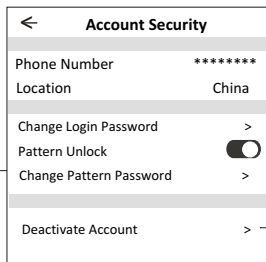 ← Account Security
Phone Number ********
Location China
Change Login Password >
Pattern Unlock
Change Pattern Password >
Deactivate Account >